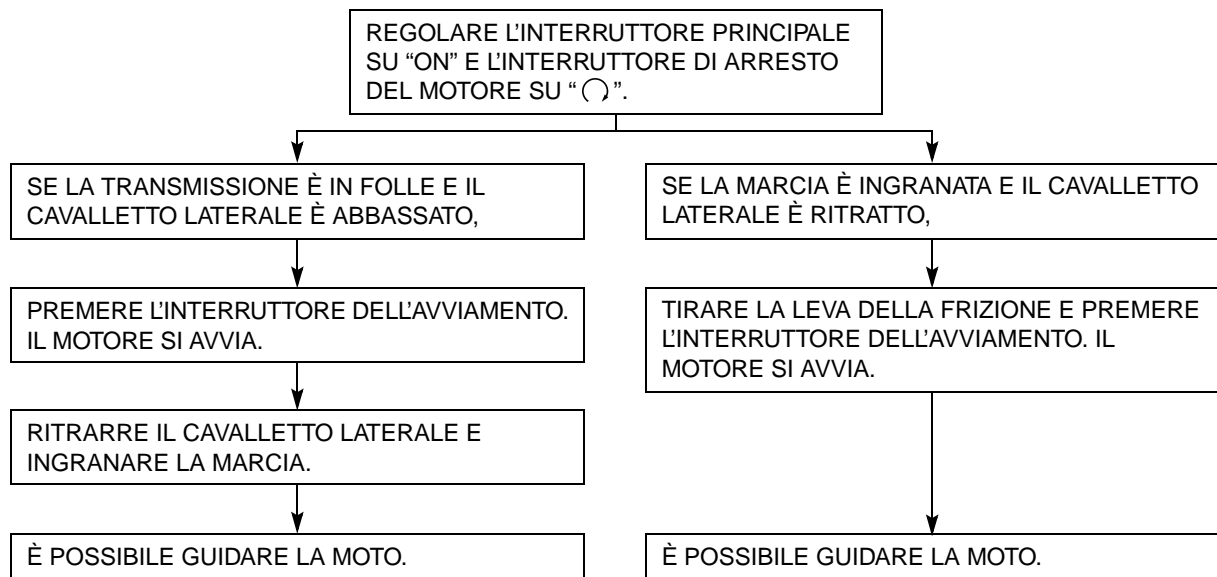 REGOLARE L'INTERRUTTORE PRINCIPALE
SU “ON” E L'INTERRUTTORE DI ARRESTO
DEL MOTORE SU “ ”.
SE LA TRANSMISSIONE È IN FOLLE E IL
CAVALLETTO LATERALE È ABBASSATO,
PREMERE L'INTERRUTTORE DELL'AVVIAMENTO.
IL MOTORE SI AVVIA.
RITRARRE IL CAVALLETTO LATERALE E
INGRANARE LA MARCIA.
È POSSIBILE GUIDARE LA MOTO.
SE LA MARCIA È INGRANATA E IL CAVALLETTO
LATERALE È RITRATTO,
TIRARE LA LEVA DELLA FRIZIONE E PREMERE
L'INTERRUTTORE DELL'AVVIAMENTO. IL
MOTORE SI AVVIA.
È POSSIBILE GUIDARE LA MOTO.